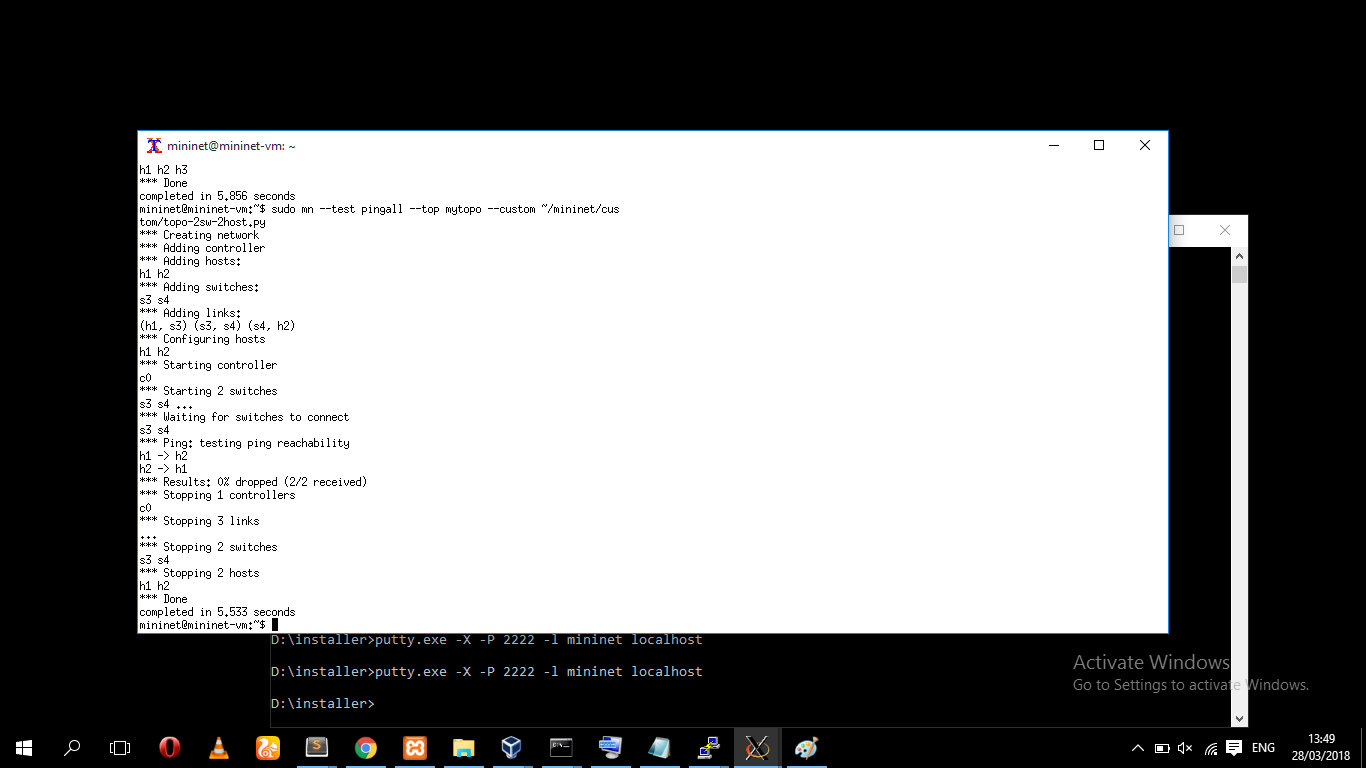 mininet@mininet-vm: ~
h1 h2 h3
*** Done
completed in 5.856 seconds
mininet@mininet-vm:~$ sudo mn --test pingall --top mytopo --custom ~/mininet/cus
tom/topo-2sw-2host.py
*** Creating network
*** Adding controller
*** Adding hosts:
h1 h2
*** Adding switches:
s3 s4
*** Adding links:
(h1, s3) (s3, s4) (s4, h2)
*** Configuring hosts
h1 h2
*** Starting controller
c0
*** Starting 2 switches
s3 s4 ...
*** Waiting for switches to connect
s3 s4
*** Ping: testing ping reachability
h1 -> h2
h2 -> h1
*** Results: 0% dropped (2/2 received)
*** Stopping 1 controllers
c0
*** Stopping 3 links
...
*** Stopping 2 switches
s3 s4
*** Stopping 2 hosts
h1 h2
*** Done
completed in 5.533 seconds
mininet@mininet-vm:~$
D:\installer>putty.exe -X -P 2222 -l mininet localhost
D:\installer>putty.exe -X -P 2222 -l mininet localhost
D:\installer>
Activate Windows
Go to Settings to activate Windows.
ENG
13:49
28/03/2018